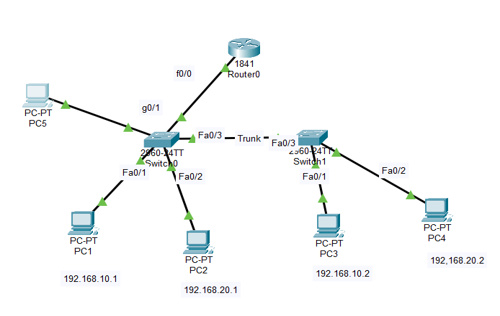 1841
Router0
f0/0
g0/1
PC-PT
PC5
Fa0/3
Trunk
Fa0/3
2960-24TT
Switch0
2960-24TT
Switch1
Fa0/1
Fa0/2
Fa0/1
Fa0/2
PC-PT
PC1
PC-PT
PC2
PC-PT
PC3
PC-PT
PC4
192.168.10.1
192.168.20.1
192.168.10.2
192,168.20.2